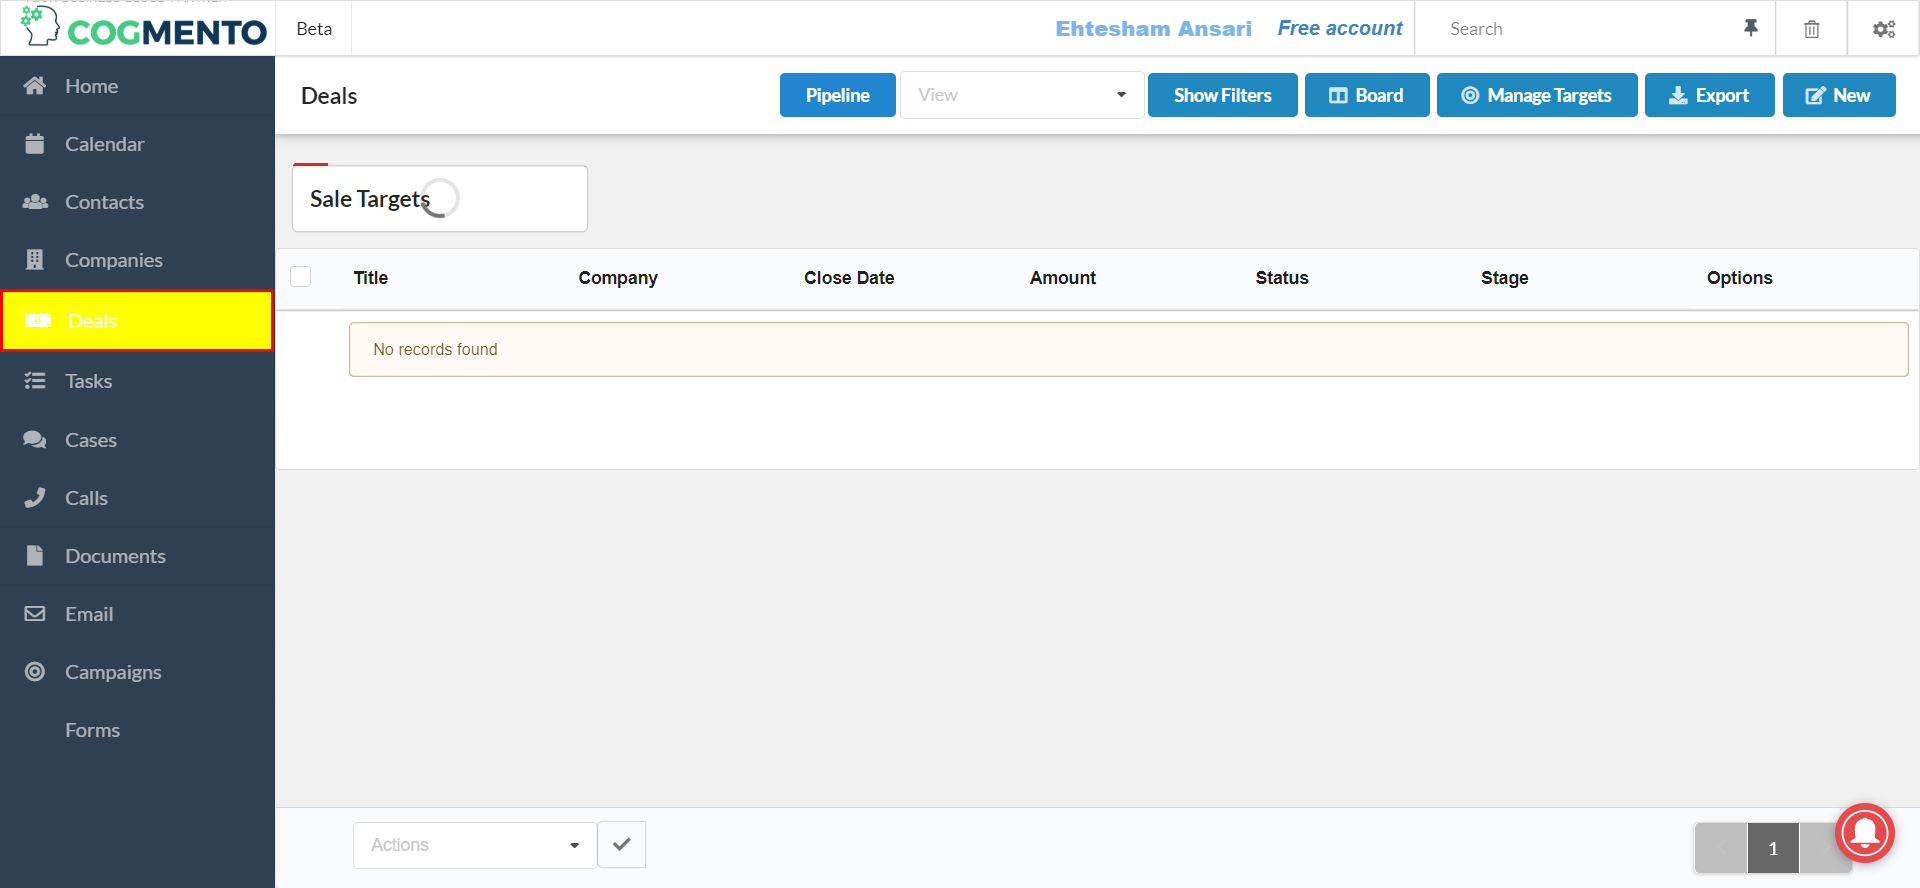 COGMENTO
Beta
Ehtesham Ansari
Free account
Search
Home
Calendar
Contacts
Companies
Deals
Tasks
Cases
Calls
Documents
Email
Campaigns
Forms
Deals
Pipeline
View
Show Filters
Board
Manage Targets
Export
New
Sale Targets
Title Company Close Date Amount Status Stage Options
No records found
Actions
1